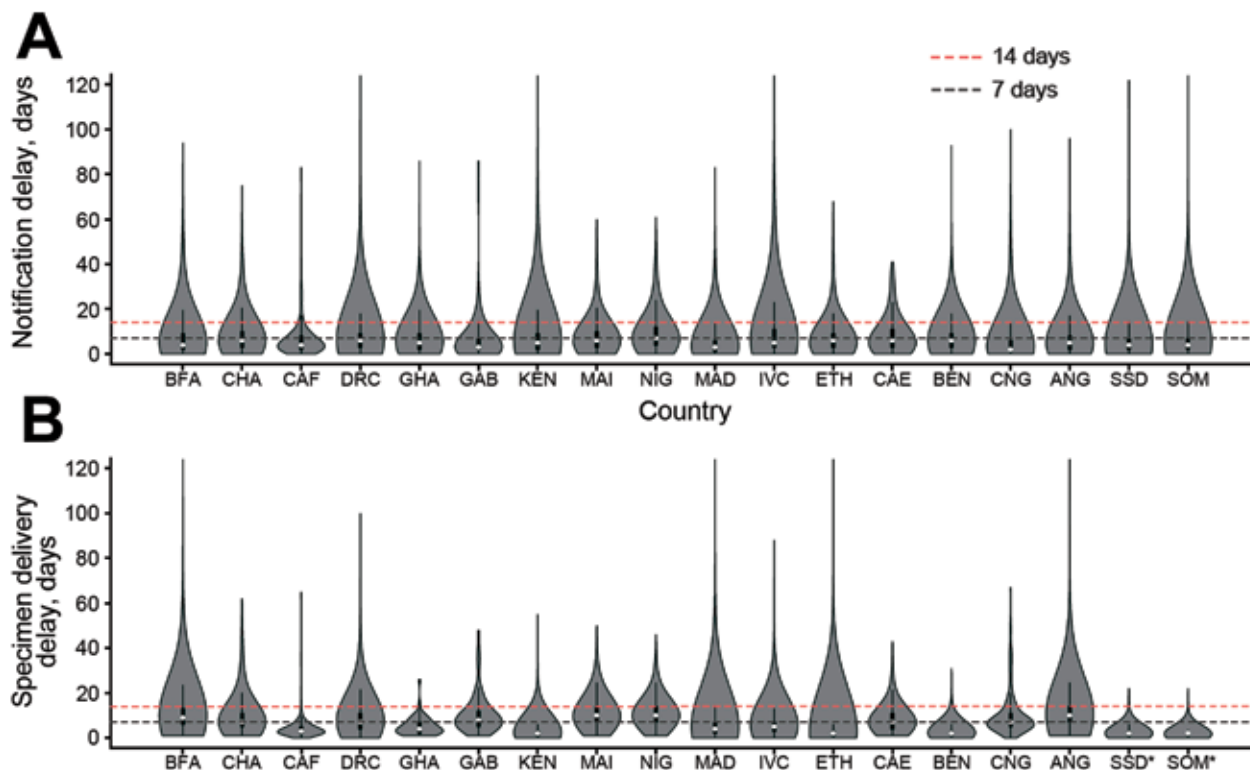 A
14 days
7 days
Notification delay, days
120
100
80
60
40
20
0
BFA CHA CAF DRC GHA GAB KEN MAI NIG MAD IVC ETH CAE BEN CNG ANG SSD SOM
Country
B
Specimen delivery
delay, days
120
100
80
60
40
20
0
BFA CHA CAF DRC GHA GAB KEN MAI NIG MAD IVC ETH CAE BEN CNG ANG SSD* SOM*